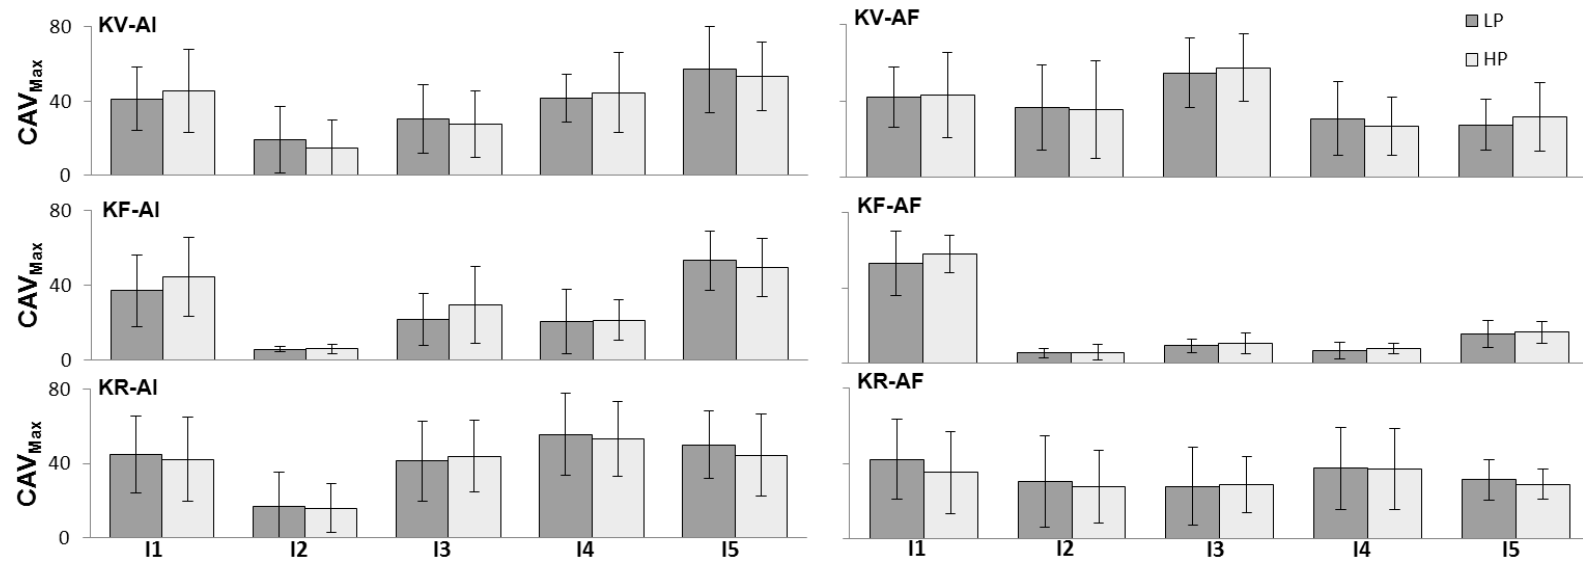 KV-AI
80
40
0
CAVMax
KV-AF
LP
HP
KF-AI
80
40
0
CAVMax
KF-AF
KR-AI
80
40
0
CAVMax
I1 I2 I3 I4 I5
KR-AF
I1 I2 I3 I4 I5